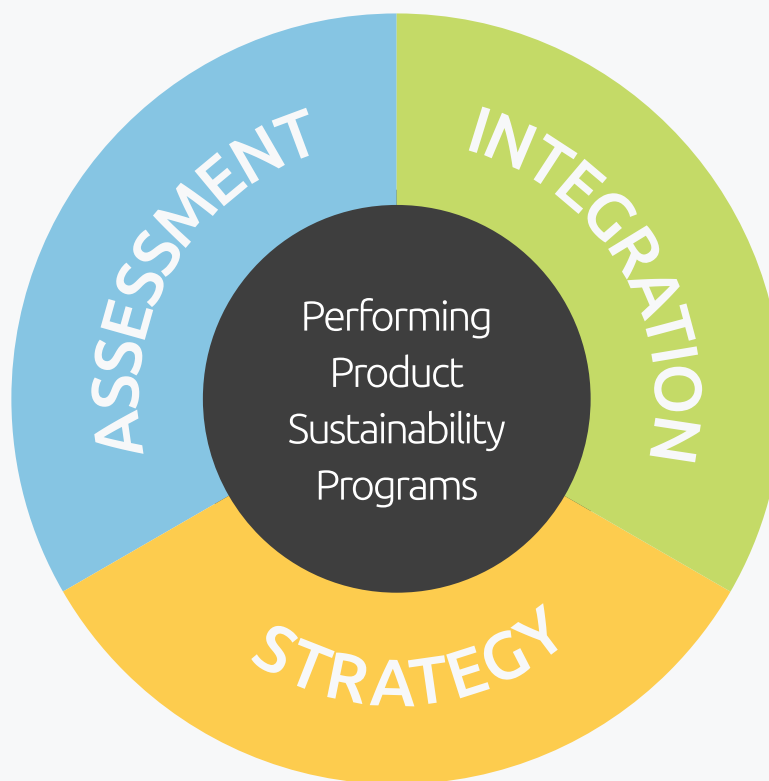 ASSESSMENT
INTEGRATION
Performing
Product
Sustainability
Programs
STRATEGY